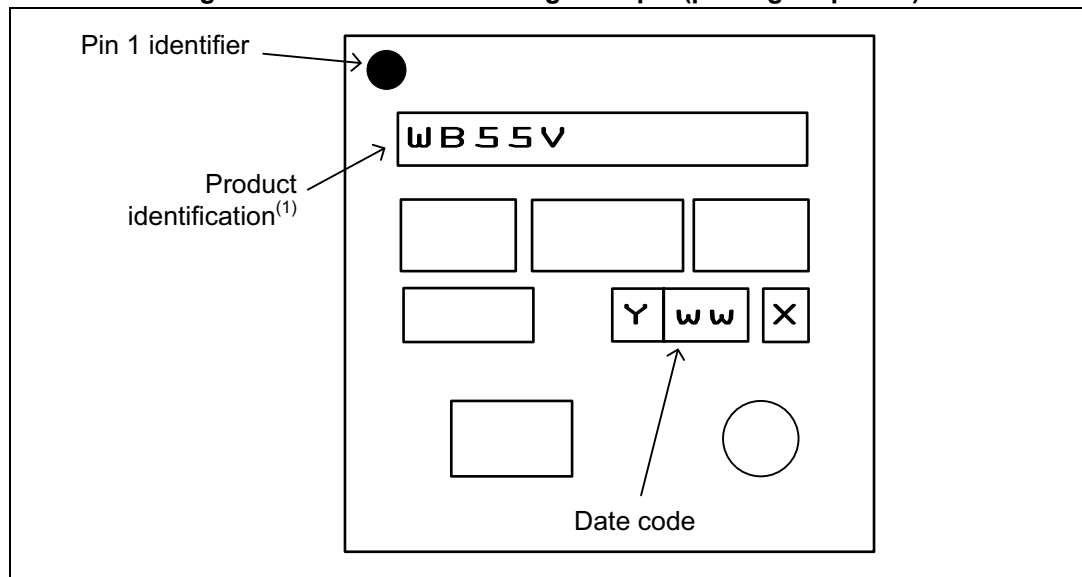 Pin 1 identifier
WB55V
Product
identification(1)
Y ww X
Date code